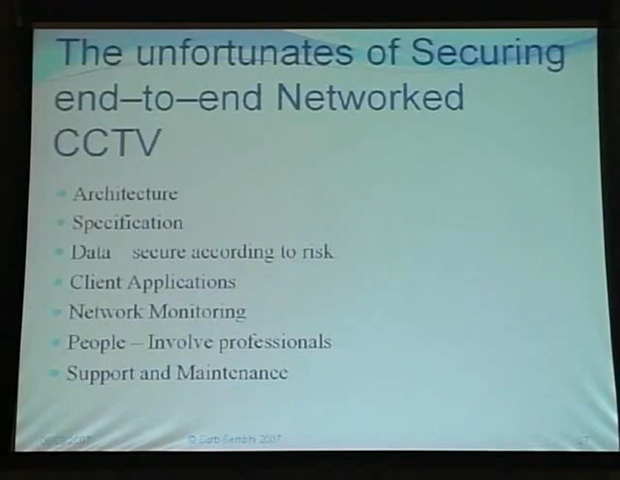 The unfortunates of Securing
end–to–end Networked
CCTV
Architecture
Specification
Data secure according to risk
Client Applications
Network Monitoring
People – Involve professionals
Support and Maintenance
© Sarb Sembhi 2007